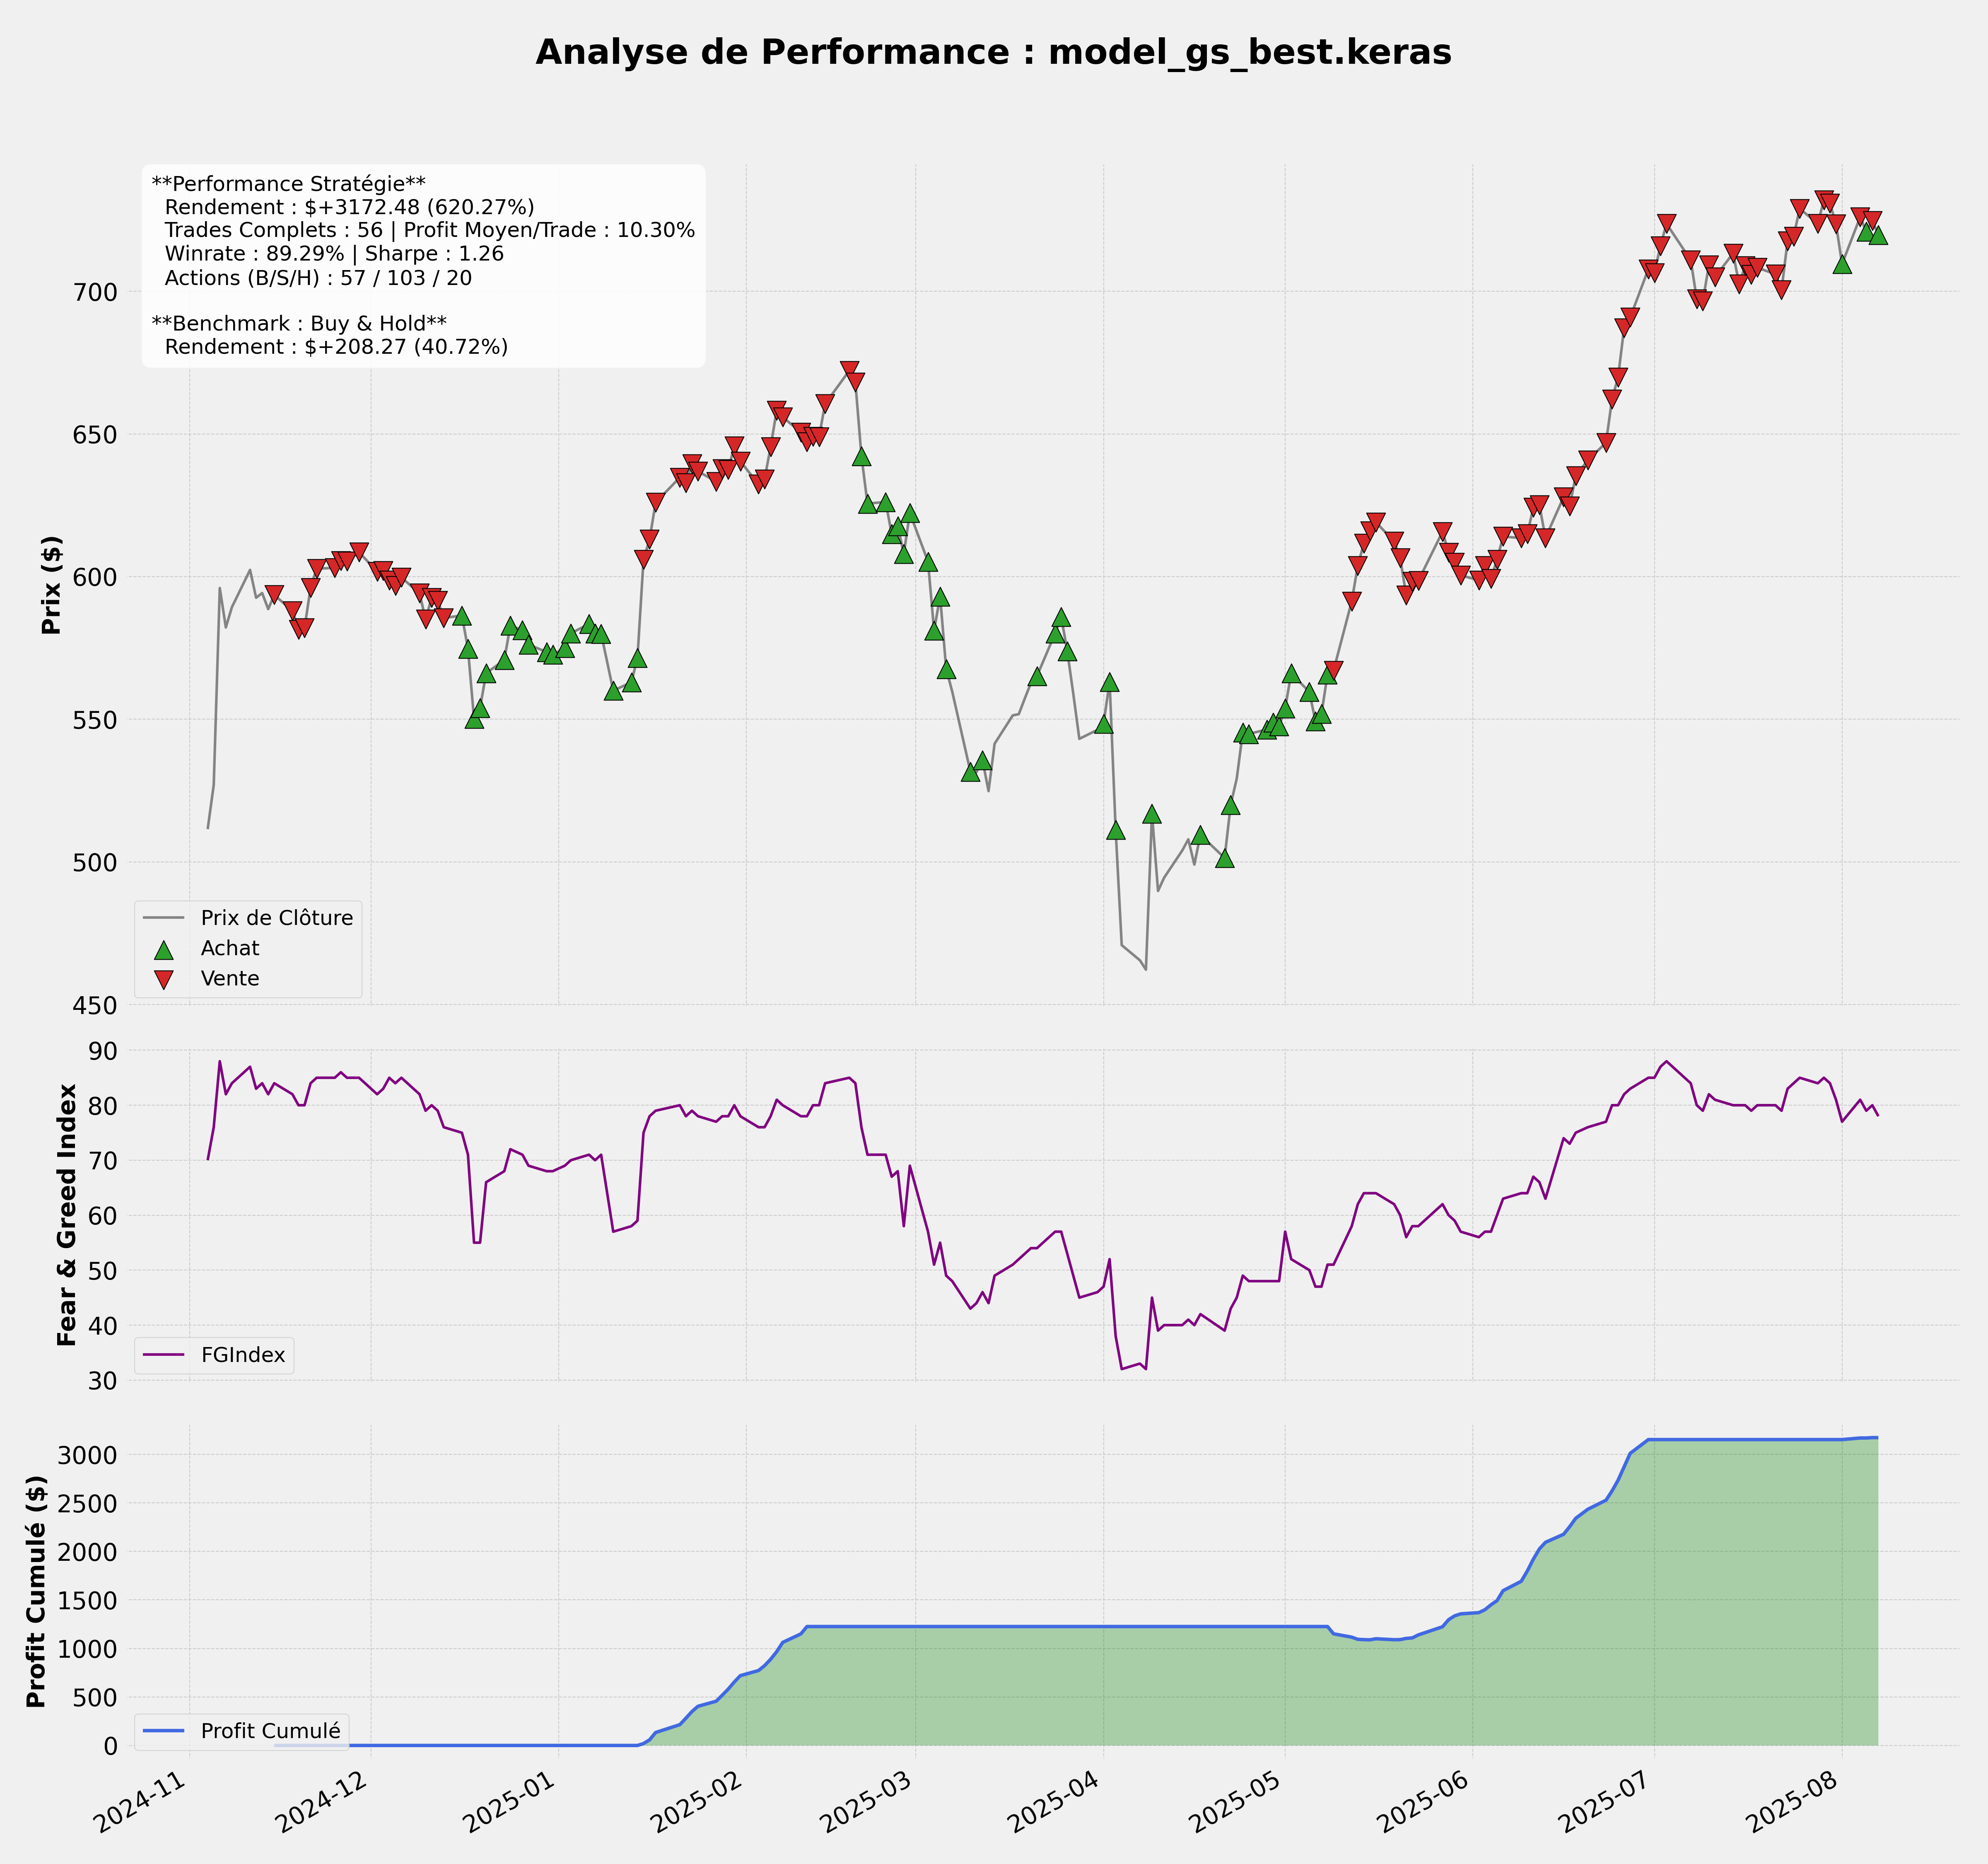 Analyse de Performance : model_gs_best.keras
**Performance Stratégie**
Rendement : $+3172.48 (620.27%)
Trades Complets : 56 | Profit Moyen/Trade : 10.30%
Winrate : 89.29% | Sharpe : 1.26
Actions (B/S/H) : 57 / 103 / 20
**Benchmark : Buy & Hold**
Rendement : $+208.27 (40.72%)
Prix ($)
700
650
600
550
500
450
Prix de Clôture
Achat
Vente
Fear & Greed Index
90
80
70
60
50
40
30
FGIndex
Profit Cumulé ($)
3000
2500
2000
1500
1000
500
0
Profit Cumulé
2024-11
2024-12
2025-01
2025-02
2025-03
2025-04
2025-05
2025-06
2025-07
2025-08